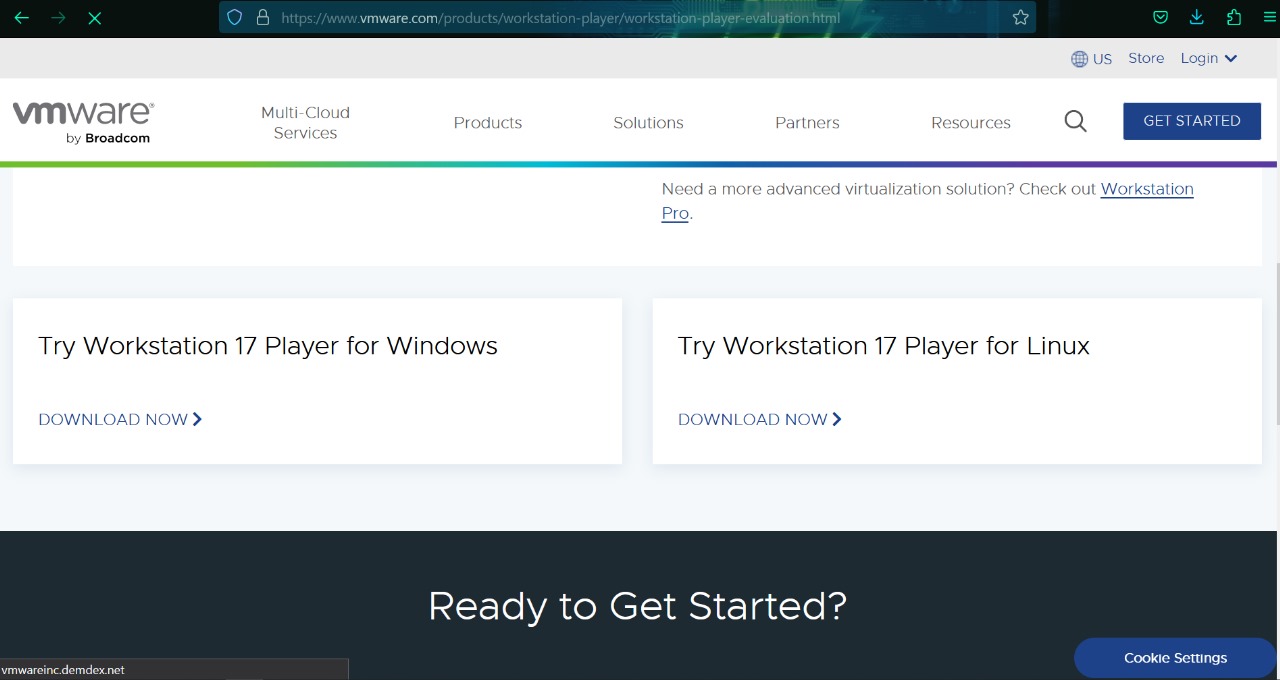 https://www.vmware.com/products/workstation-player/workstation-player-evaluation.html
US Store Login
vmware®
by Broadcom
Multi-Cloud
Services
Products
Solutions
Partners
Resources
GET STARTED
Need a more advanced virtualization solution? Check out Workstation
Pro.
Try Workstation 17 Player for Windows
DOWNLOAD NOW
Try Workstation 17 Player for Linux
DOWNLOAD NOW
Ready to Get Started?
Cookie Settings
vmwareinc.demdex.net